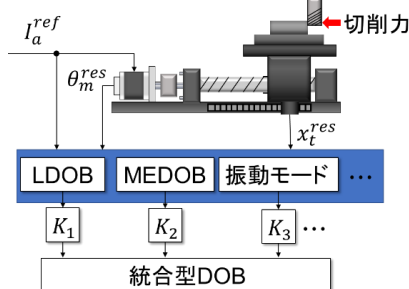 切削力
I_a^{ref}
θ_m^{res}
x_t^{res}
LDOB MEDOB 振動モード …
K_1 K_2 K_3 …
統合型DOB